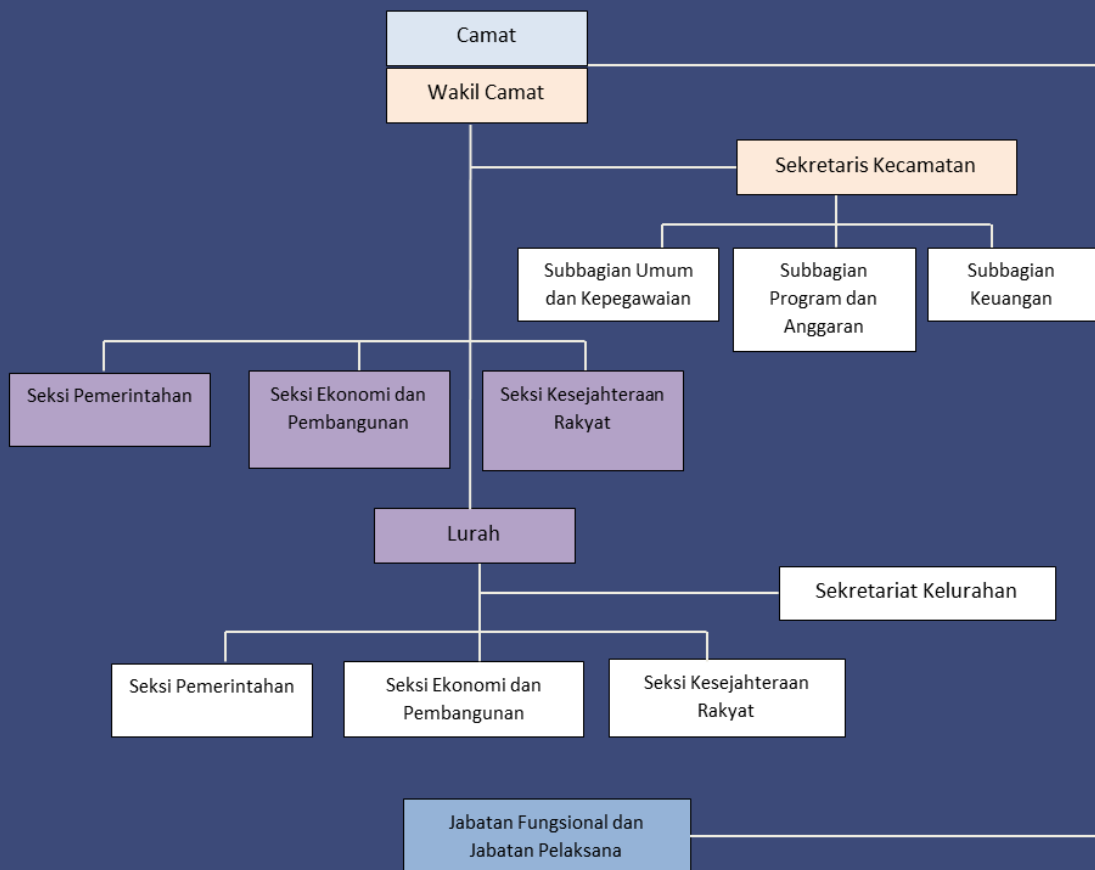 Camat
Wakil Camat
Sekretaris Kecamatan
Subbagian Umum
dan Kepegawaian
Subbagian
Program dan
Anggaran
Subbagian
Keuangan
Seksi Pemerintahan
Seksi Ekonomi dan
Pembangunan
Seksi Kesejahteraan
Rakyat
Lurah
Sekretariat Kelurahan
Seksi Pemerintahan
Seksi Ekonomi dan
Pembangunan
Seksi Kesejahteraan
Rakyat
Jabatan Fungsional dan
Jabatan Pelaksana